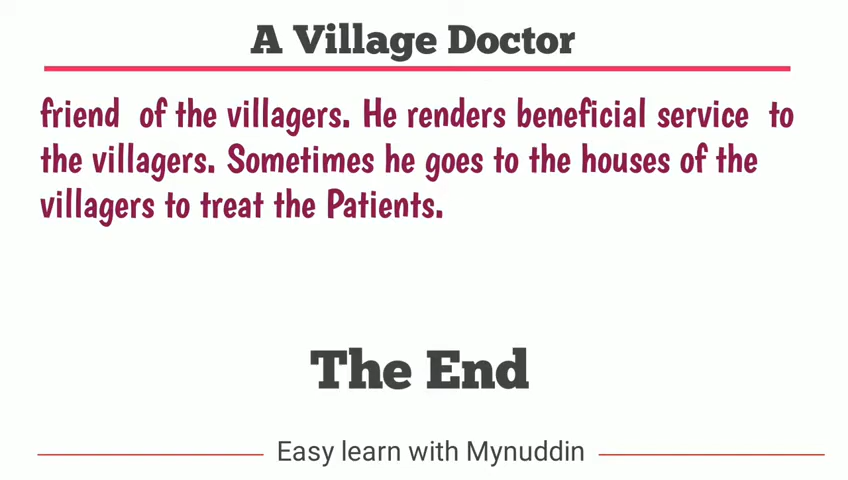 A Village Doctor
friend of the villagers. He renders beneficial service to
the villagers. Sometimes he goes to the houses of the
villagers to treat the Patients.
The End
Easy learn with Mynuddin